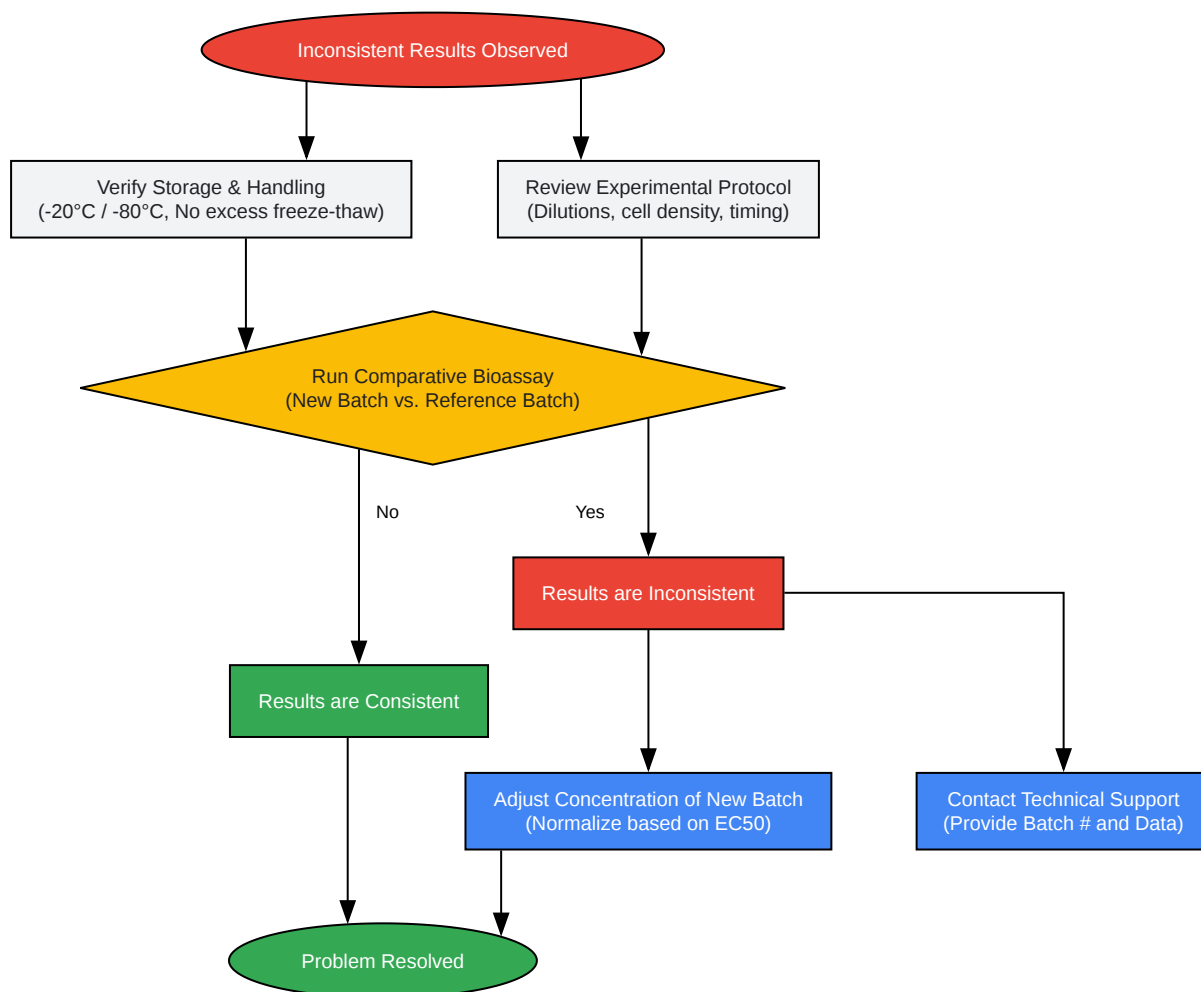 Inconsistent Results Observed
Verify Storage & Handling
(-20°C / -80°C, No excess freeze-thaw)
Review Experimental Protocol
(Dilutions, cell density, timing)
Run Comparative Bioassay
(New Batch vs. Reference Batch)
No
Yes
Results are Inconsistent
Results are Consistent
Adjust Concentration of New Batch
(Normalize based on EC50)
Contact Technical Support
(Provide Batch # and Data)
Problem Resolved